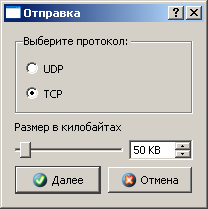 Отправка
Выберите протокол:
UDP
TCP
Размер в килобайтах
50 KB
Далее
Отмена